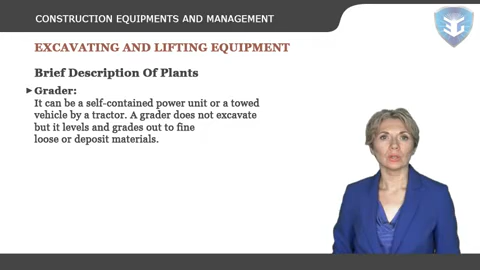 CONSTRUCTION EQUIPMENTS AND MANAGEMENT
EXCAVATING AND LIFTING EQUIPMENT
Brief Description Of Plants
►Grader:
It can be a self-contained power unit or a towed
vehicle by a tractor. A grader does not excavate
but it levels and grades out to fine
loose or deposit materials.